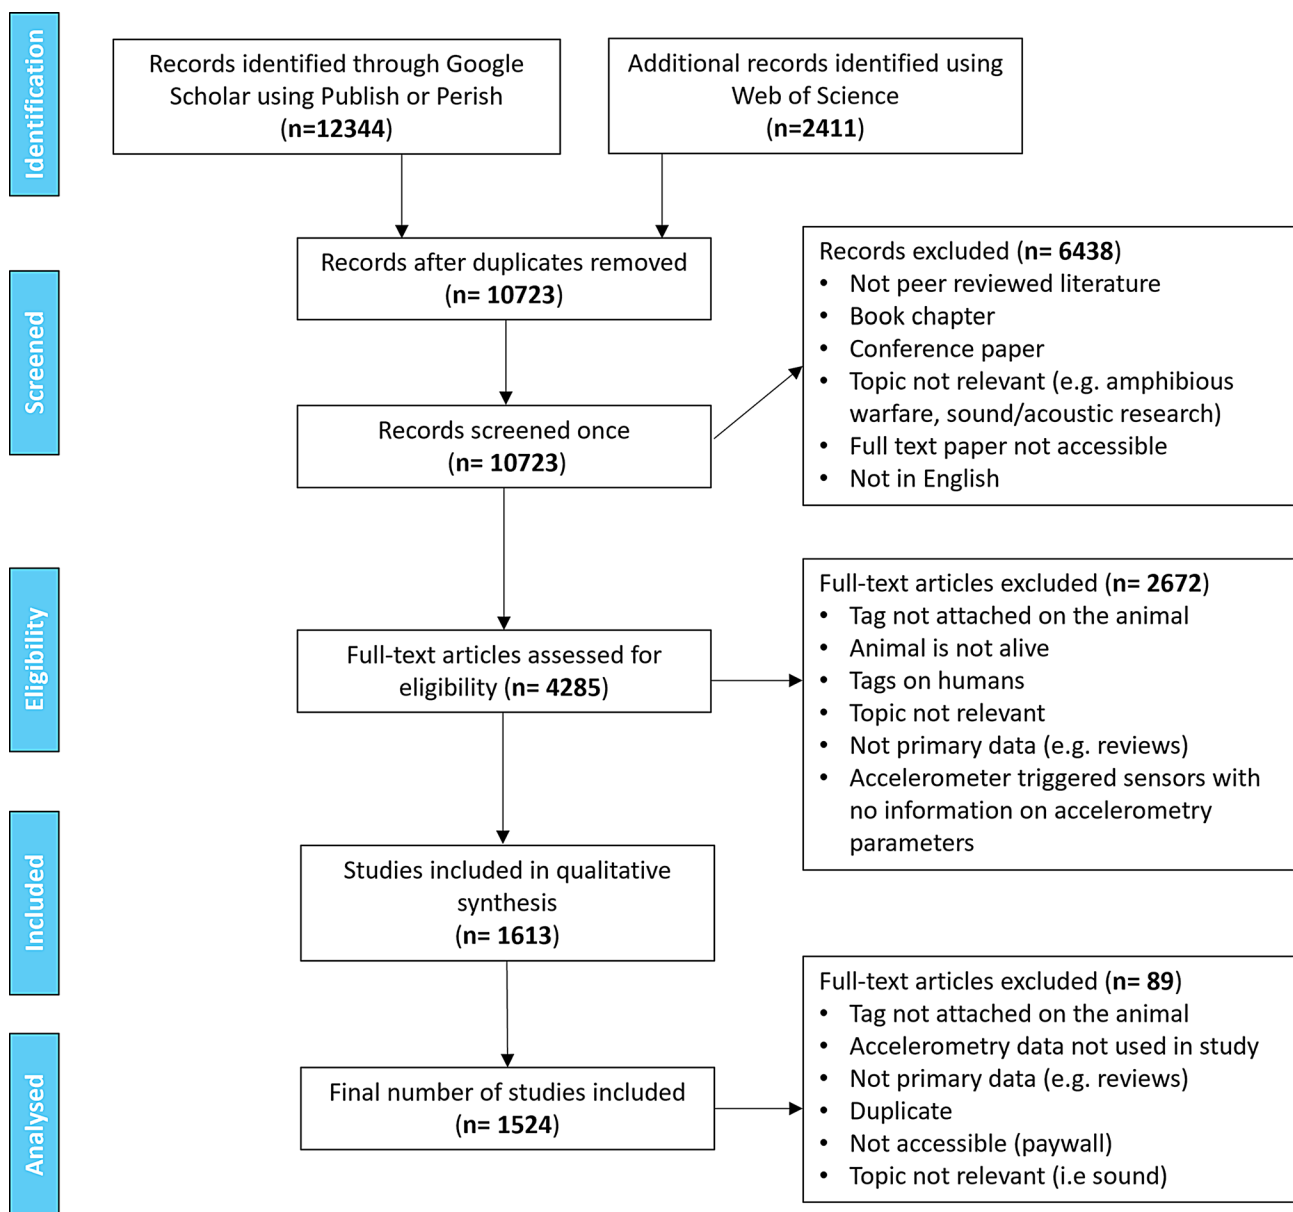 Identification
Records identified through Google
Scholar using Publish or Perish
(n=12344)
Additional records identified using
Web of Science
(n=2411)
Screened
Records after duplicates removed
(n= 10723)
Records screened once
(n= 10723)
Records excluded (n= 6438)
• Not peer reviewed literature
• Book chapter
• Conference paper
• Topic not relevant (e.g. amphibious
warfare, sound/acoustic research)
• Full text paper not accessible
• Not in English
Eligibility
Full-text articles assessed for
eligibility (n= 4285)
Full-text articles excluded (n= 2672)
• Tag not attached on the animal
• Animal is not alive
• Tags on humans
• Topic not relevant
• Not primary data (e.g. reviews)
• Accelerometer triggered sensors with
no information on accelerometry
parameters
Included
Studies included in qualitative
synthesis
(n= 1613)
Analysed
Final number of studies included
(n= 1524)
Full-text articles excluded (n= 89)
• Tag not attached on the animal
• Accelerometry data not used in study
• Not primary data (e.g. reviews)
• Duplicate
• Not accessible (paywall)
• Topic not relevant (i.e sound)